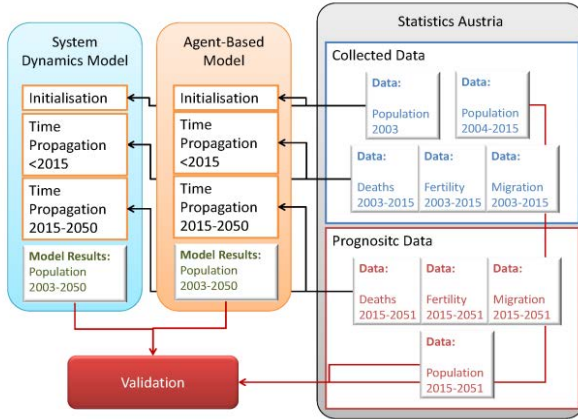 System
Dynamics Model
Initialisation
Time
Propagation
<2015
Time
Propagation
2015-2050
Model Results:
Population
2003-2050
Agent-Based
Model
Initialisation
Time
Propagation
<2015
Time
Propagation
2015-2050
Model Results:
Population
2003-2050
Statistics Austria
Collected Data
Data:
Population
2003
Data:
Population
2004-2015
Data:
Deaths
2003-2015
Data:
Fertility
2003-2015
Data:
Migration
2003-2015
Prognositc Data
Data:
Deaths
2015-2051
Data:
Fertility
2015-2051
Data:
Migration
2015-2051
Data:
Population
2015-2051
Validation